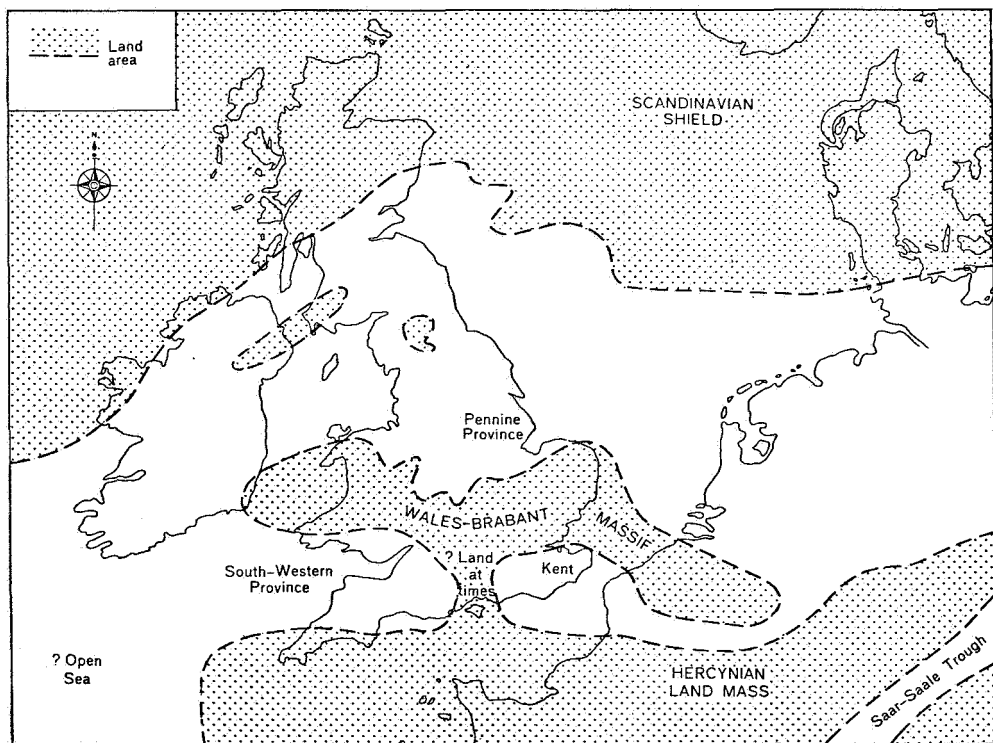 Land
area
N
SCANDINAVIAN
SHIELD
Pennine
Province
WALES-BRABANT MASSIF
South-Western
Province
? Land
at
times
Kent
? Open
Sea
HERCYNIAN
LAND MASS
Saar-Saale Trough